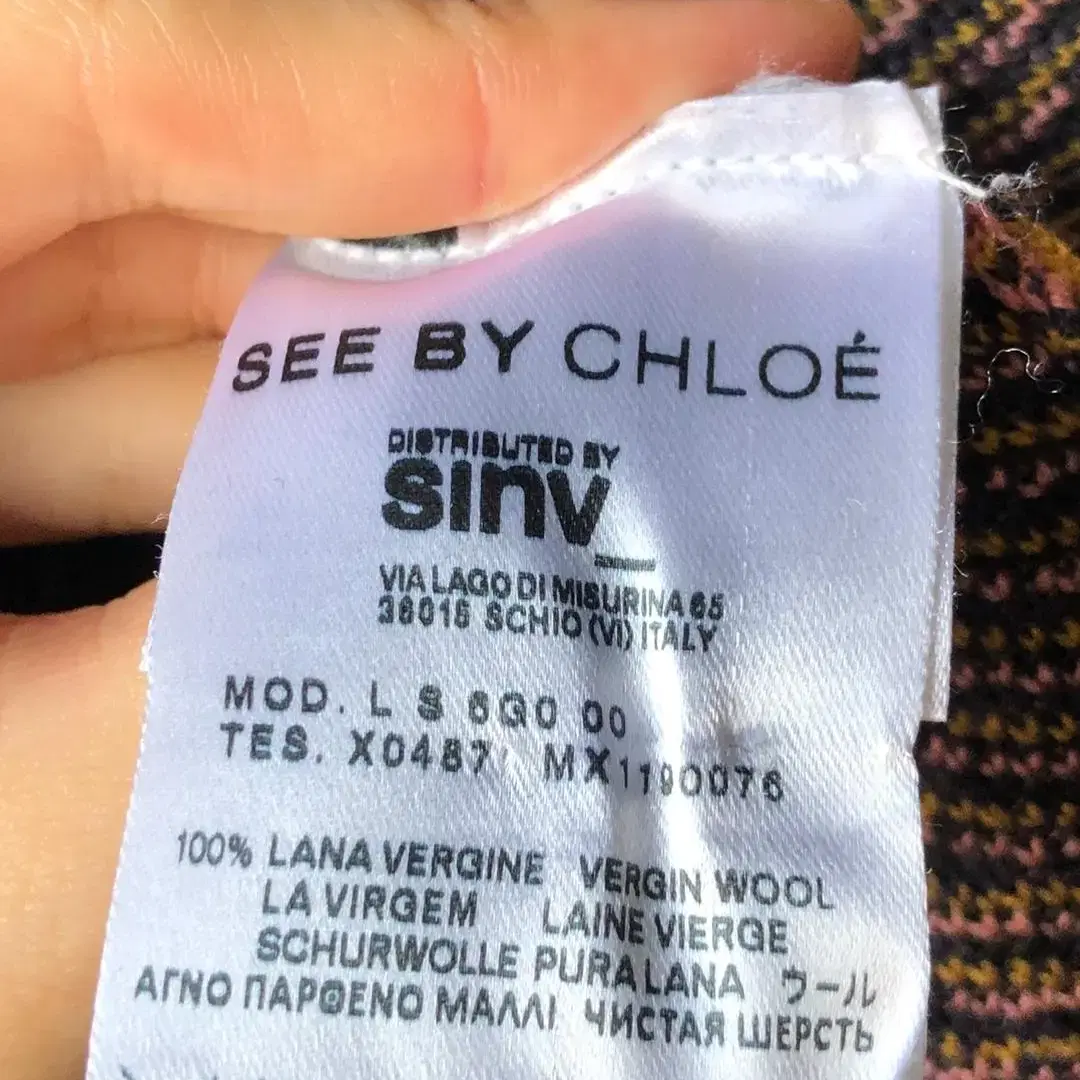 SEE BY CHLOÉ
DISTRIBUTED BY
sinv_
VIA LAGO DI MISURINA 65
36015 SCHIO (VI) ITALY
MOD. L S 6G0 00
TES. X0487 MX1190076
100% LANA VERGINE VERGIN WOOL
LA VIRGEM LAINE VIERGE
SCHURWOLLE PURA LANA ウール
ΑΓΝΟ ΠΑΡΘΕΝΟ ΜΑΛΛΙ ЧИСТАЯ ШЕРСТЬ